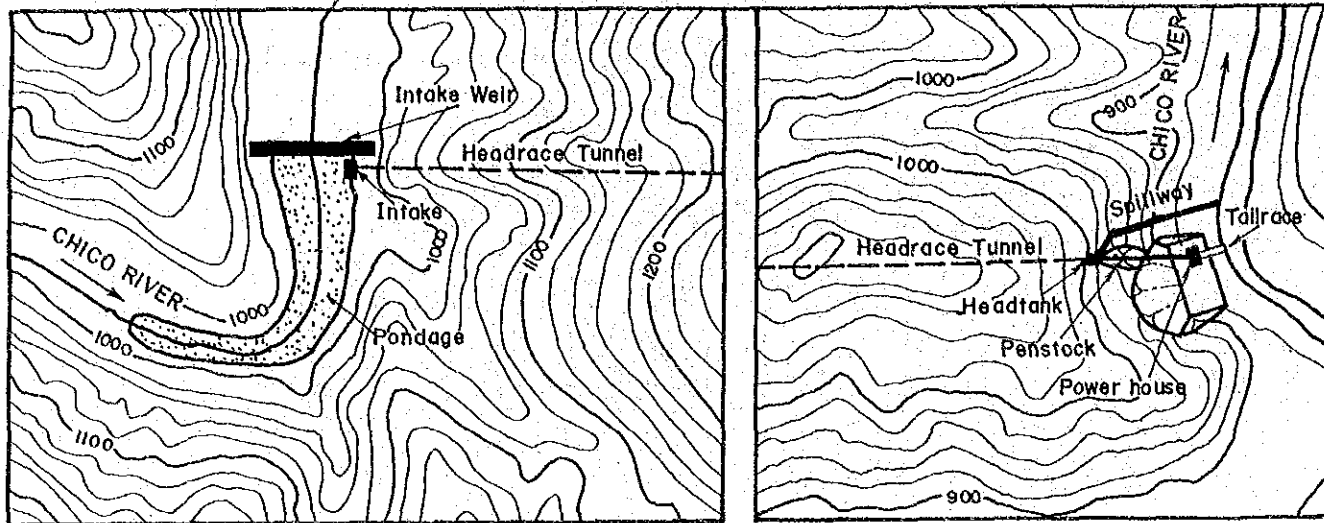 1100
Intake Weir
Headrace Tunnel
Intake
CHICO RIVER
1000
1000
1000
Pondage
1100
1200
1100
1000
900
CHICO RIVER
1000
Spillway
Tailrace
Headrace Tunnel
Headtank
Penstock
Power house
900